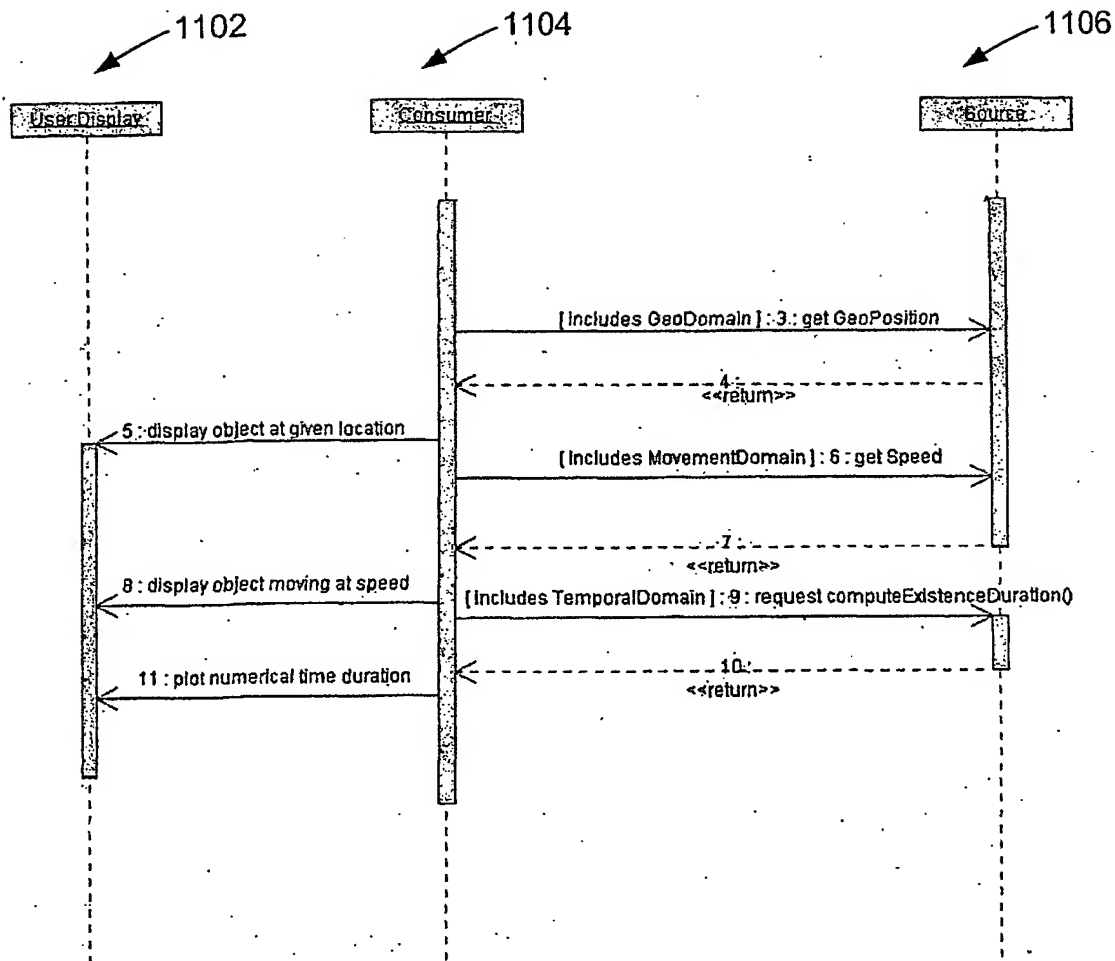 1102
1104
1106
User Display
Consumer
Source
[Includes GeoDomain] : 3 : get GeoPosition
4 :
<<return>>
5 : display object at given location
[Includes MovementDomain] : 6 : get Speed
7 :
<<return>>
8 : display object moving at speed
[Includes TemporalDomain] : 9 : request computeExistenceDuration()
10 :
<<return>>
11 : plot numerical time duration